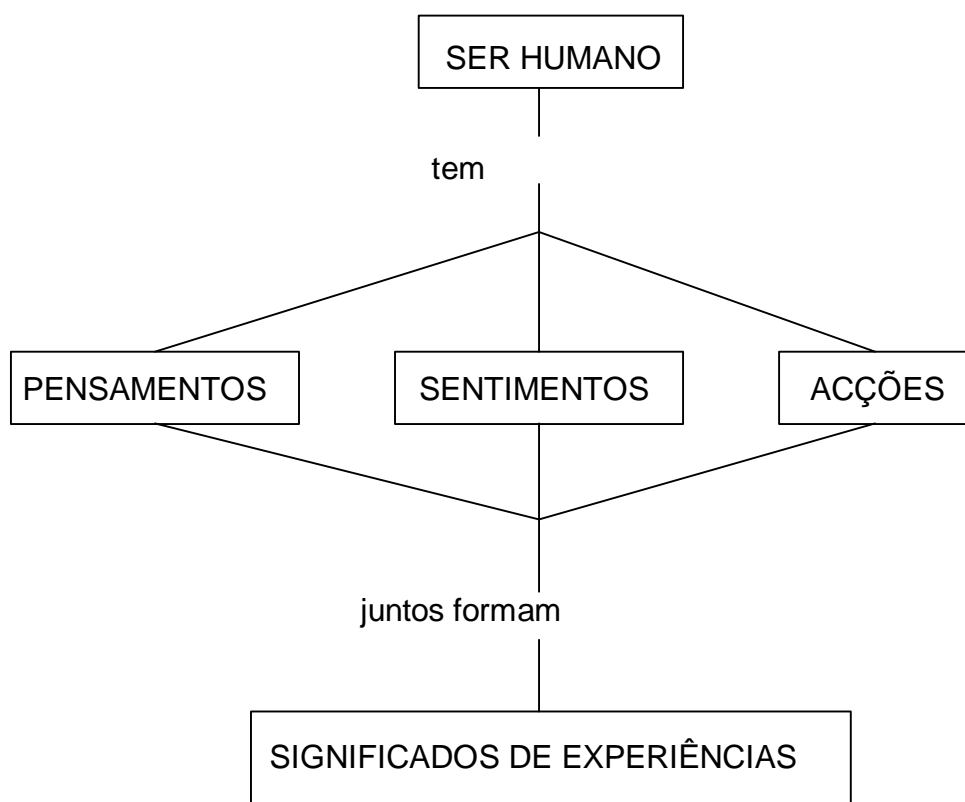 SER HUMANO
tem
PENSAMENTOS
SENTIMENTOS
ACÇÕES
juntos formam
SIGNIFICADOS DE EXPERIÊNCIAS